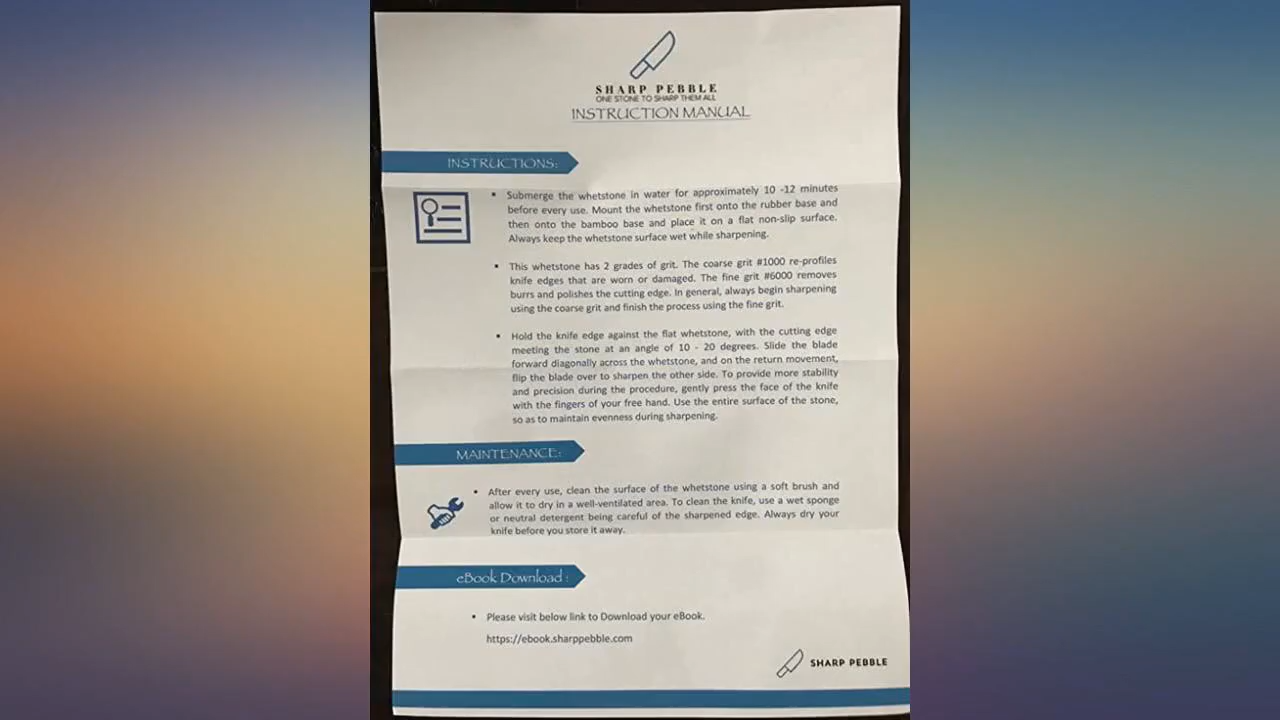 SHARP PEBBLE
ONE STONE TO SHARP THEM ALL
INSTRUCTION MANUAL
INSTRUCTIONS:
▪ Submerge the whetstone in water for approximately 10 -12 minutes
before every use. Mount the whetstone first onto the rubber base and
then onto the bamboo base and place it on a flat non-slip surface.
Always keep the whetstone surface wet while sharpening.
▪ This whetstone has 2 grades of grit. The coarse grit #1000 re-profiles
knife edges that are worn or damaged. The fine grit #6000 removes
burrs and polishes the cutting edge. In general, always begin sharpening
using the coarse grit and finish the process using the fine grit.
▪ Hold the knife edge against the flat whetstone, with the cutting edge
meeting the stone at an angle of 10 - 20 degrees. Slide the blade
forward diagonally across the whetstone, and on the return movement,
flip the blade over to sharpen the other side. To provide more stability
and precision during the procedure, gently press the face of the knife
with the fingers of your free hand. Use the entire surface of the stone,
so as to maintain evenness during sharpening.
MAINTENANCE:
▪ After every use, clean the surface of the whetstone using a soft brush and
allow it to dry in a well-ventilated area. To clean the knife, use a wet sponge
or neutral detergent being careful of the sharpened edge. Always dry your
knife before you store it away.
eBook Download :
▪ Please visit below link to Download your eBook.
https://ebook.sharppebble.com
SHARP PEBBLE